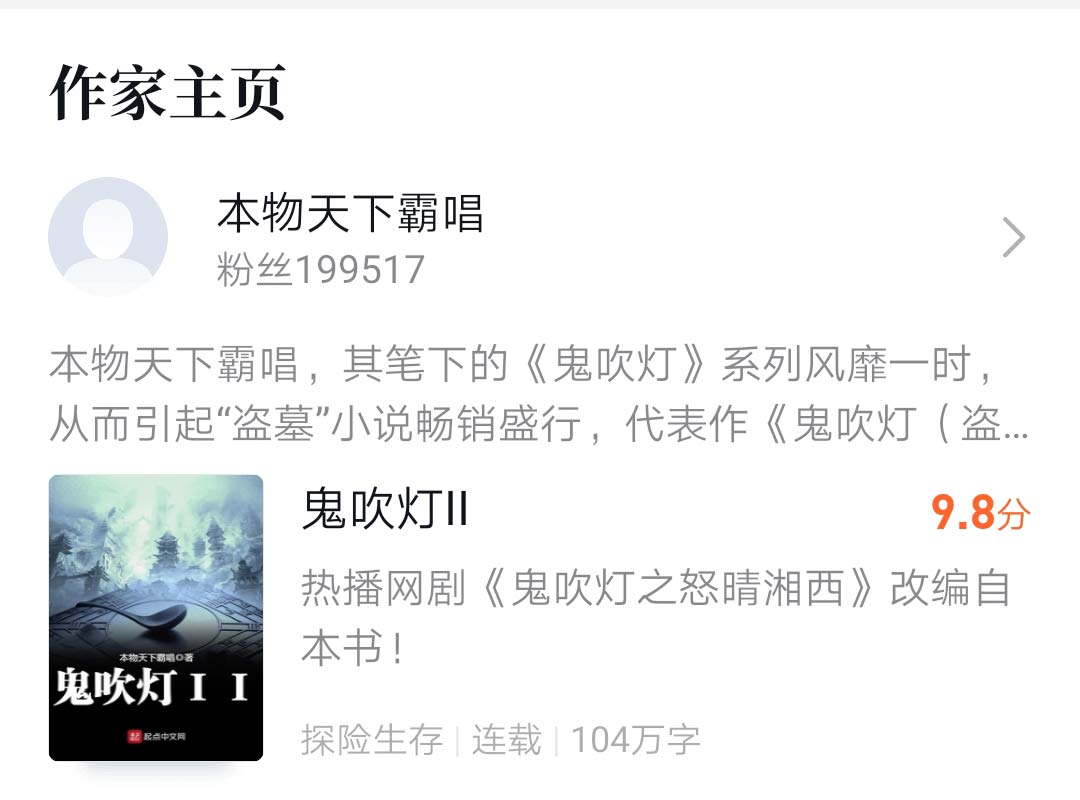 作家主页
本物天下霸唱
粉丝199517
本物天下霸唱，其笔下的《鬼吹灯》系列风靡一时，
从而引起“盗墓”小说畅销盛行，代表作《鬼吹灯（盗...
鬼吹灯II
9.8分
热播网剧《鬼吹灯之怒晴湘西》改编自
本书！
探险生存 | 连载 | 104万字
本物天下霸唱◎著
鬼吹灯II
起点中文网